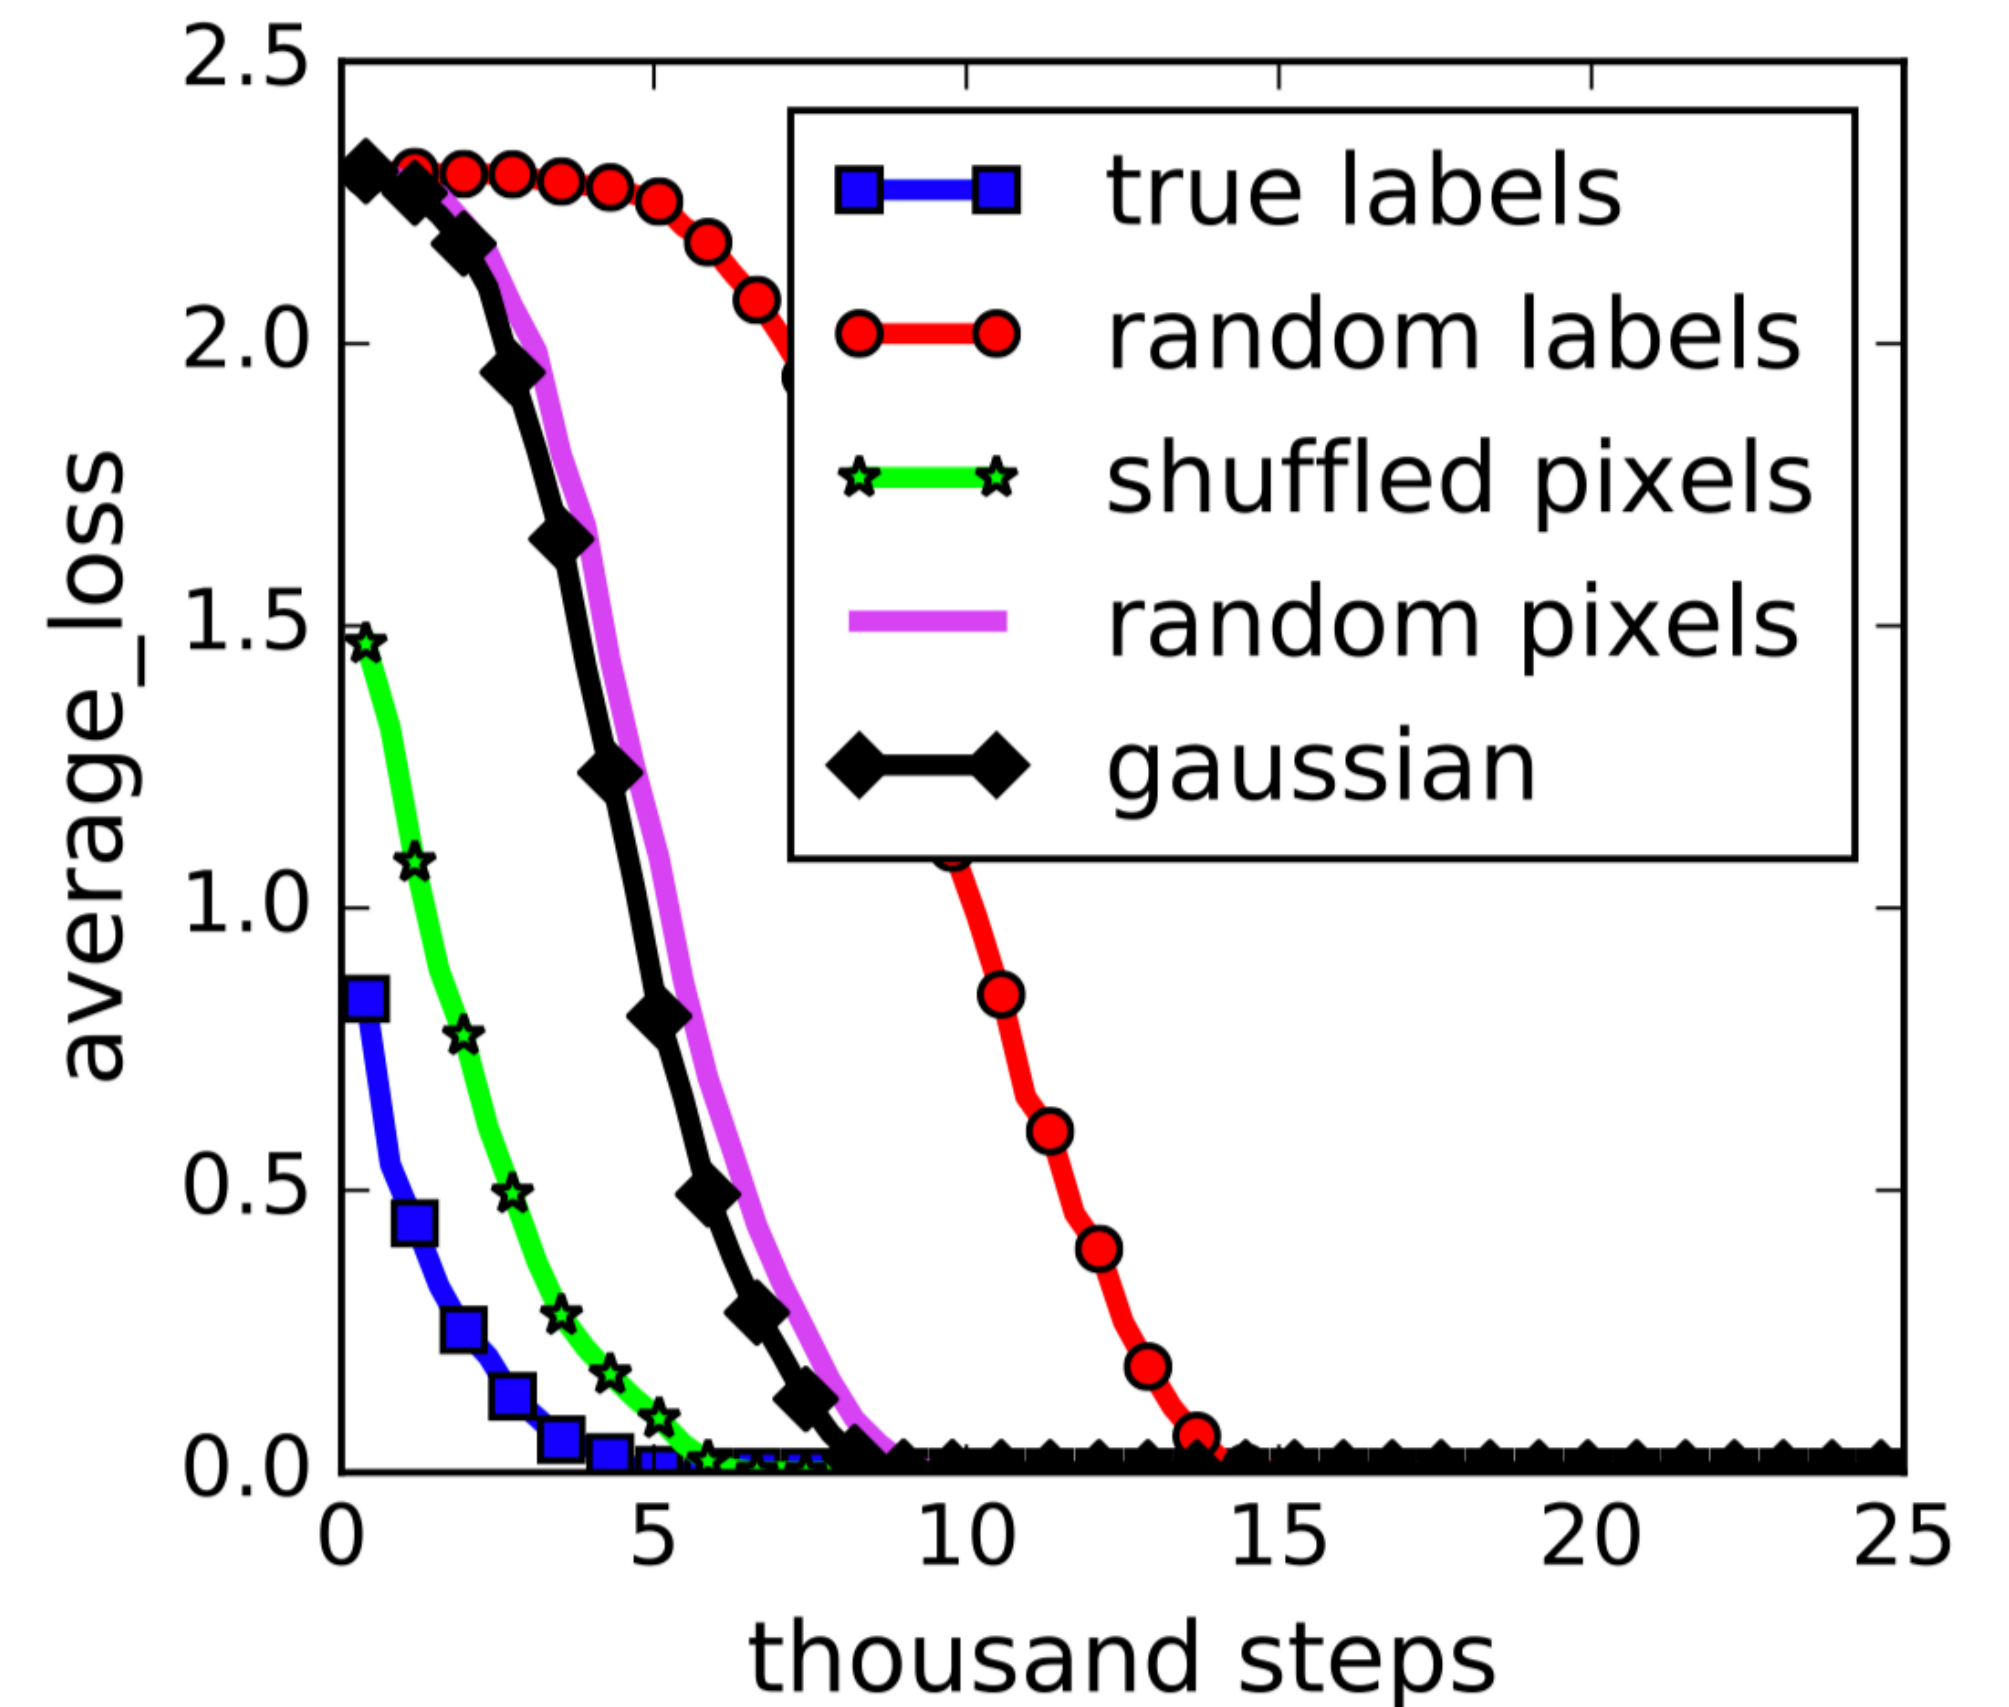 2.5
2.0
1.5
1.0
0.5
0.0
average_loss
true labels
random labels
shuffled pixels
random pixels
gaussian
0 5 10 15 20 25
thousand steps